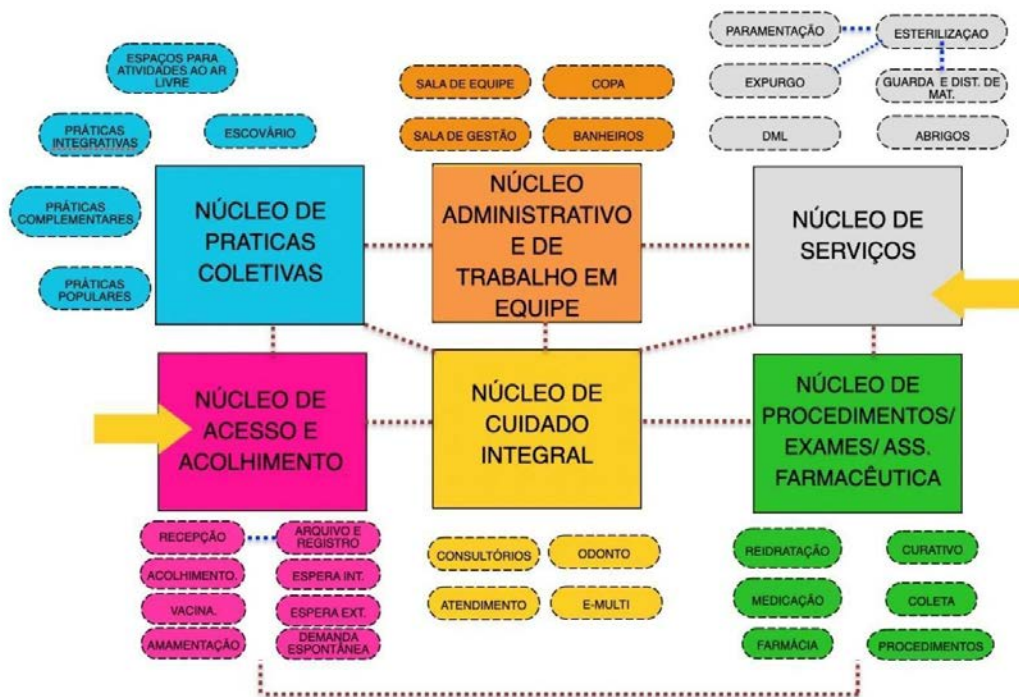 ESPAÇOS PARA
ATIVIDADES AO AR
LIVRE
PRÁTICAS
INTEGRATIVAS
ESCOVÁRIO
PRÁTICAS
COMPLEMENTARES
PRÁTICAS
POPULARES
NÚCLEO DE
PRATICAS
COLETIVAS
SALA DE EQUIPE
COPA
SALA DE GESTÃO
BANHEIROS
NÚCLEO
ADMINISTRATIVO
E DE
TRABALHO EM
EQUIPE
PARAMENTAÇÃO
ESTERILIZAÇAO
EXPURGO
GUARDA E DIST. DE
MAT.
DML
ABRIGOS
NÚCLEO DE
SERVIÇOS
NÚCLEO DE
ACESSO E
ACOLHIMENTO
RECEPÇÃO
ARQUIVO E
REGISTRO
ACOLHIMENTO.
ESPERA INT.
VACINA.
ESPERA EXT.
AMAMENTAÇÃO
DEMANDA
ESPONTÂNEA
NÚCLEO DE
CUIDADO
INTEGRAL
CONSULTÓRIOS
ODONTO
ATENDIMENTO
E-MULTI
NÚCLEO DE
PROCEDIMENTOS/
EXAMES/ ASS.
FARMACÊUTICA
REIDRATAÇÃO
CURATIVO
MEDICAÇÃO
COLETA
FARMÁCIA
PROCEDIMENTOS